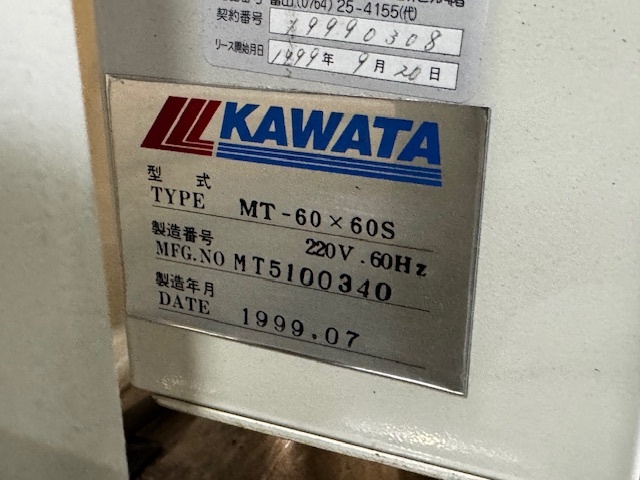 富山(0764)25-4155(代)
契約番号 19990308
リース開始月日 1999年9月20日
KAWATA
型式
TYPE MT-60×60S
製造番号 220V.60Hz
MFG.NO MT5100340
製造年月
DATE 1999.07